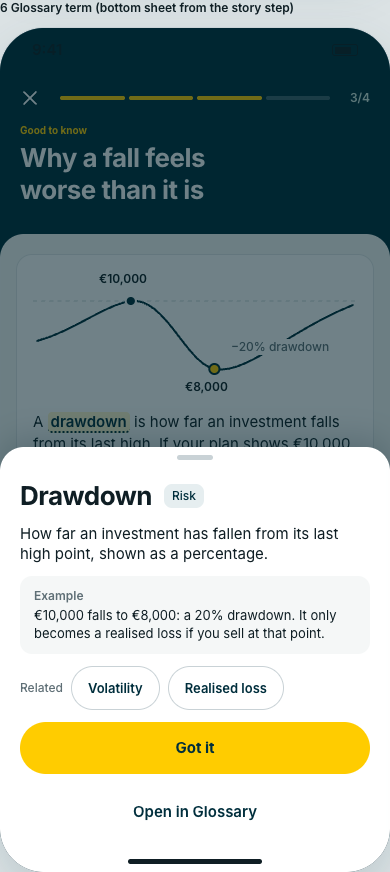 6 Glossary term (bottom sheet from the story step)
9:41
3/4
Good to know
Why a fall feels
worse than it is
€10,000
−20% drawdown
€8,000
A drawdown is how far an investment falls
from its last high. If your plan shows €10,000
Drawdown
Risk
How far an investment has fallen from its last
high point, shown as a percentage.
Example
€10,000 falls to €8,000: a 20% drawdown. It only
becomes a realised loss if you sell at that point.
Related
Volatility
Realised loss
Got it
Open in Glossary